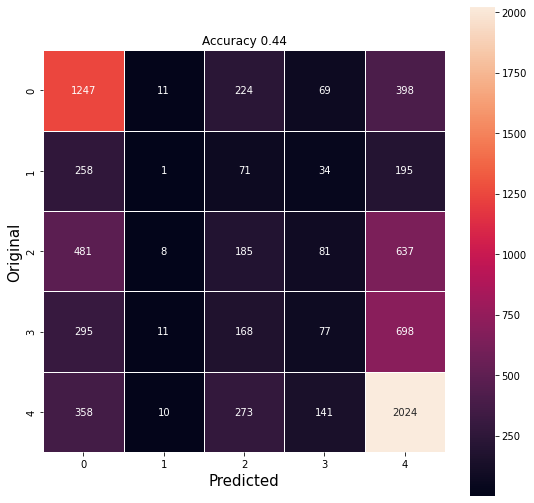 Accuracy 0.44
0 1247 11 224 69 398
1 258 1 71 34 195
2 481 8 185 81 637
3 295 11 168 77 698
4 358 10 273 141 2024
0 1 2 3 4
Original
Predicted
2000
1750
1500
1250
1000
750
500
250